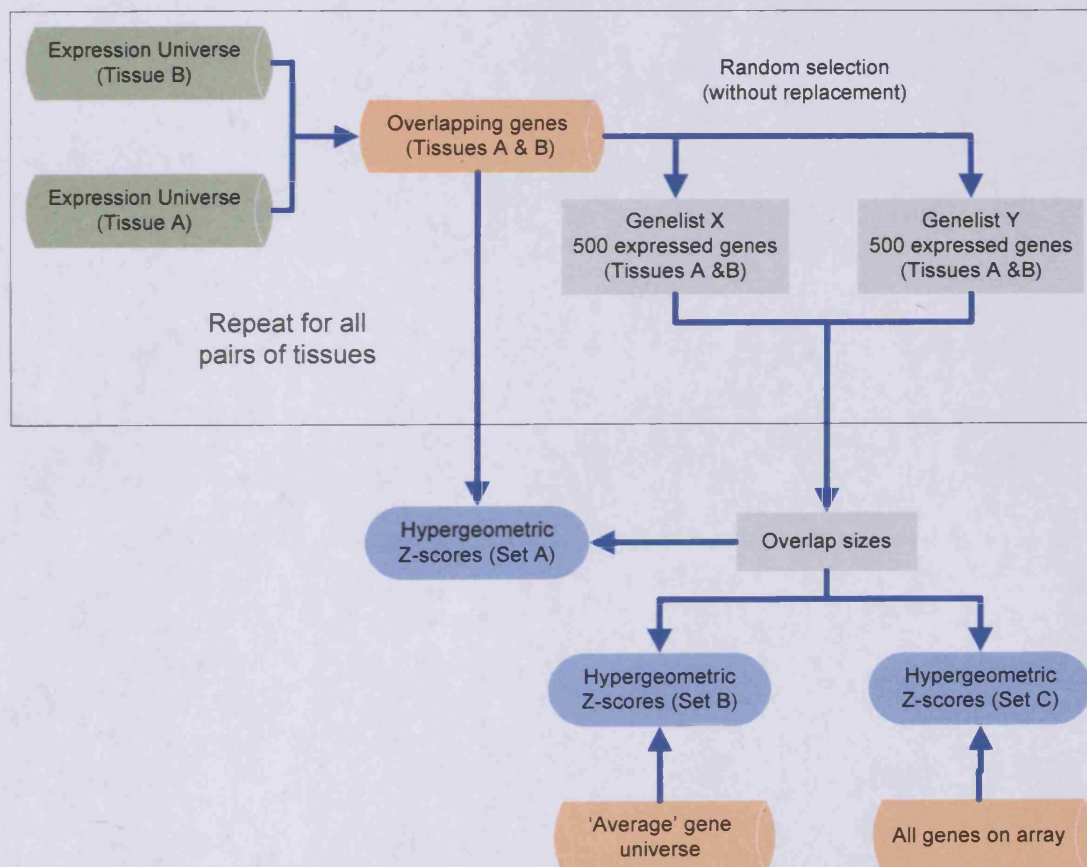 Expression Universe
(Tissue B)
Random selection
(without replacement)
Overlapping genes
(Tissues A & B)
Expression Universe
(Tissue A)
Genelist X
500 expressed genes
(Tissues A &B)
Genelist Y
500 expressed genes
(Tissues A &B)
Repeat for all
pairs of tissues
Hypergeometric
Z-scores (Set A)
Overlap sizes
Hypergeometric
Z-scores (Set B)
Hypergeometric
Z-scores (Set C)
'Average' gene
universe
All genes on array